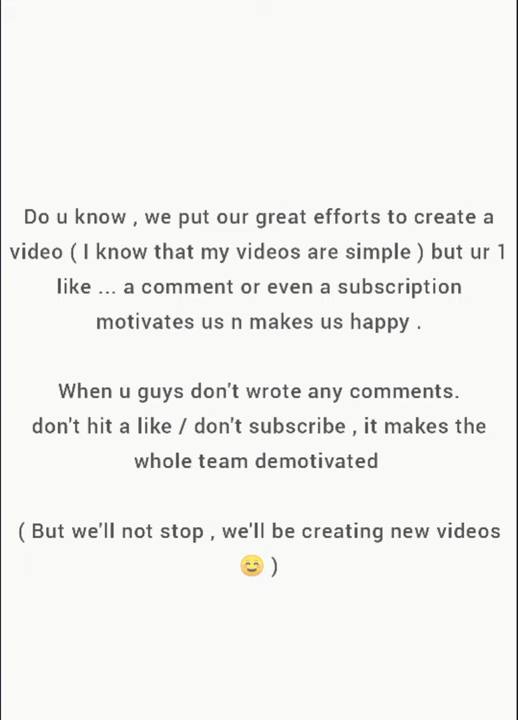 Do u know , we put our great efforts to create a
video ( I know that my videos are simple ) but ur 1
like ... a comment or even a subscription
motivates us n makes us happy .
When u guys don't wrote any comments.
don't hit a like / don't subscribe , it makes the
whole team demotivated
( But we'll not stop , we'll be creating new videos
😊 )